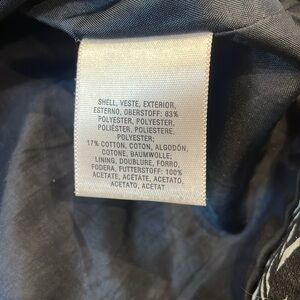 SHELL, VESTE, EXTERIOR,
ESTERNO, OBERSTOFF: 83%
POLYESTER, POLYESTER,
POLIÉSTER, POLIESTERE,
POLYESTER;
17% COTTON, COTON, ALGODÓN,
COTONE, BAUMWOLLE;
LINING, DOUBLURE, FORRO,
FODERA, FUTTERSTOFF: 100%
ACETATE, ACÉTATE, ACETATO,
ACETATO, ACETAT